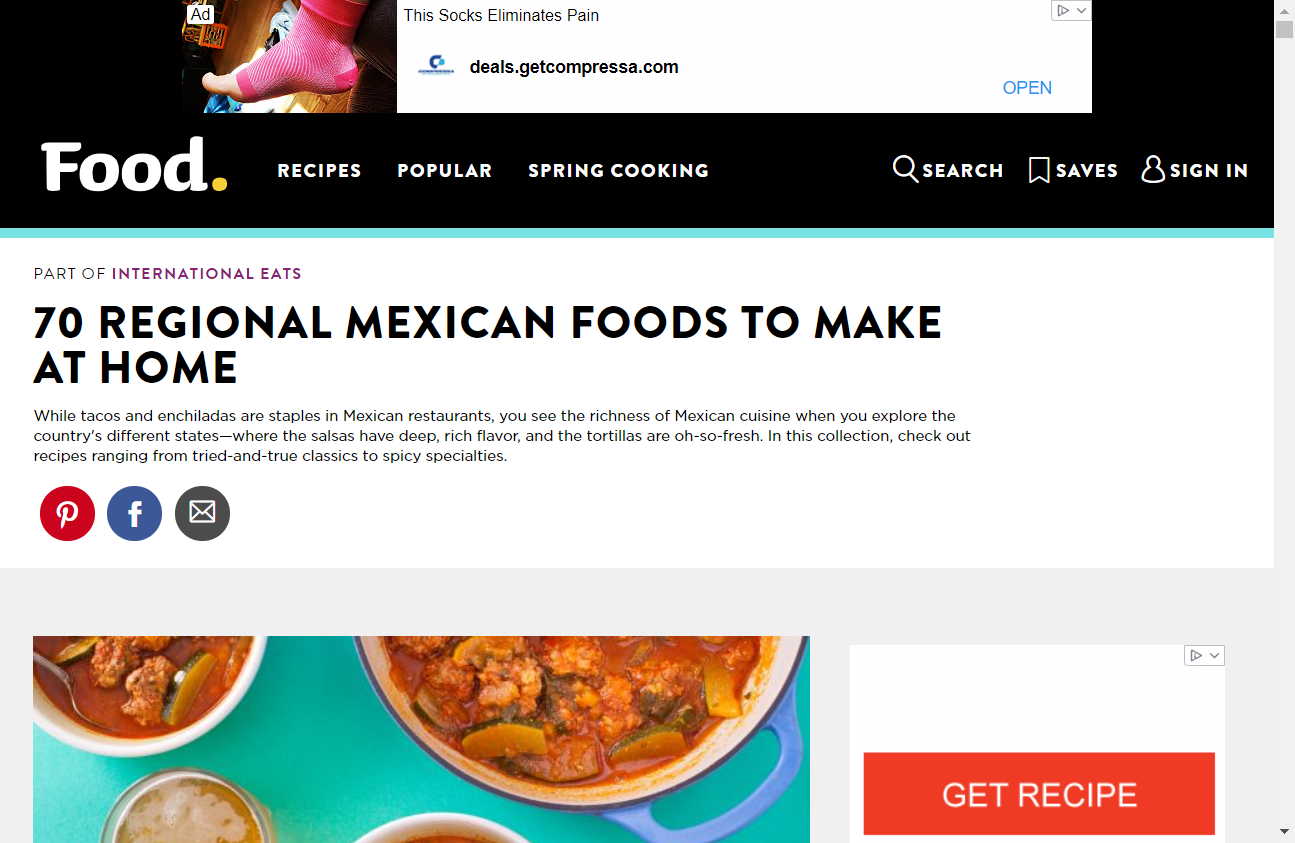 Ad
This Socks Eliminates Pain
deals.getcompressa.com
OPEN
Food.
RECIPES
POPULAR
SPRING COOKING
SEARCH
SAVES
SIGN IN
PART OF INTERNATIONAL EATS
70 REGIONAL MEXICAN FOODS TO MAKE
AT HOME
While tacos and enchiladas are staples in Mexican restaurants, you see the richness of Mexican cuisine when you explore the
country's different states—where the salsas have deep, rich flavor, and the tortillas are oh-so-fresh. In this collection, check out
recipes ranging from tried-and-true classics to spicy specialties.
GET RECIPE